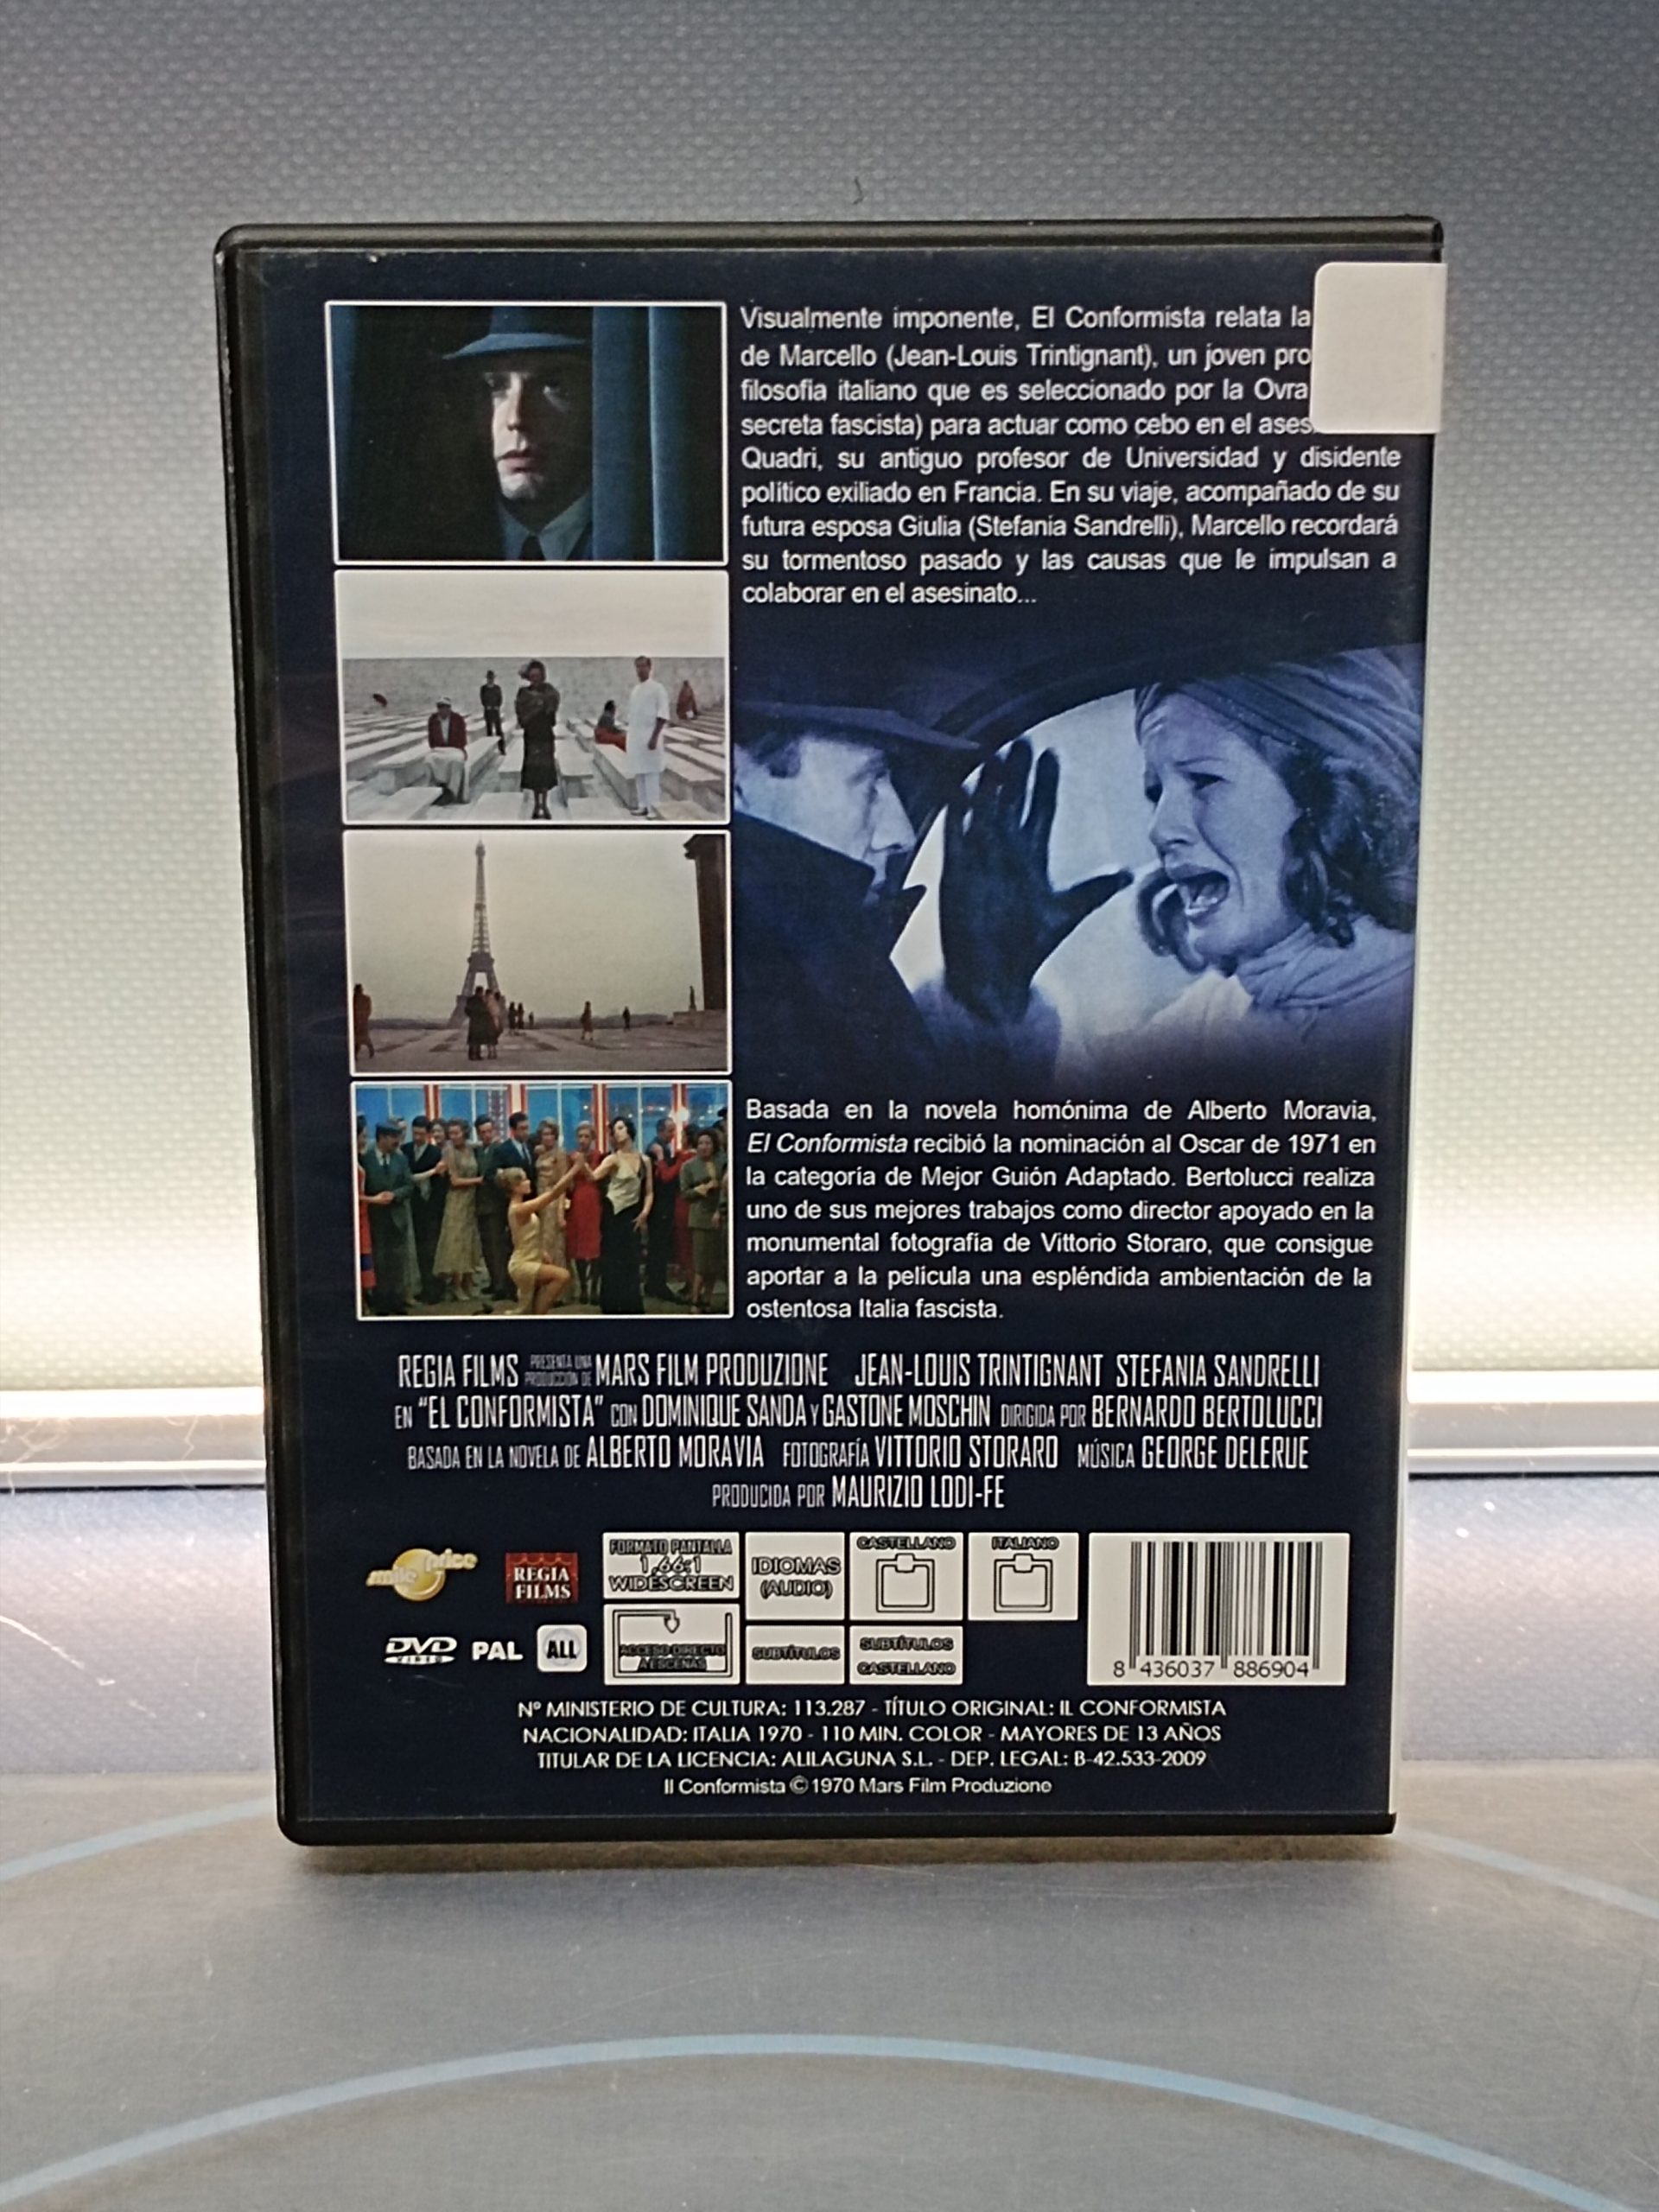 Visualmente imponente, El Conformista relata la
de Marcello (Jean-Louis Trintignant), un joven pro
filosofia italiano que es seleccionado por la Ovra
secreta fascista) para actuar como cebo en el ases
Quadri, su antiguo profesor de Universidad y disidente
político exiliado en Francia. En su viaje, acompañado de su
futura esposa Giulia (Stefania Sandrelli), Marcello recordará
su tormentoso pasado y las causas que le impulsan a
colaborar en el asesinato...
Basada en la novela homónima de Alberto Moravia,
El Conformista recibió la nominación al Oscar de 1971 en
la categoría de Mejor Guión Adaptado. Bertolucci realiza
uno de sus mejores trabajos como director apoyado en la
monumental fotografía de Vittorio Storaro, que consigue
aportar a la película una espléndida ambientación de la
ostentosa Italia fascista.
REGIA FILMS PRESENTA UNA PRODUCCIÓN DE MARS FILM PRODUZIONE JEAN-LOUIS TRINTIGNANT STEFANIA SANDRELLI
EN "EL CONFORMISTA" CON DOMINIQUE SANDA Y GASTONE MOSCHIN DIRIGIDA POR BERNARDO BERTOLUCCI
BASADA EN LA NOVELA DE ALBERTO MORAVIA FOTOGRAFÍA VITTORIO STORARO MÚSICA GEORGE DELERUE
PRODUCIDA POR MAURIZIO LODI-FE
smile price
REGIA
FILMS
DVD
VIDEO
PAL
ALL
FORMATO PANTALLA
1,66:1
WIDESCREEN
ACCESO DIRECTO
A ESCENAS
IDIOMAS
(AUDIO)
CASTELLANO
ITALIANO
SUBTÍTULOS
SUBTÍTULOS
CASTELLANO
8 436037 886904
Nº MINISTERIO DE CULTURA: 113.287 - TÍTULO ORIGINAL: IL CONFORMISTA
NACIONALIDAD: ITALIA 1970 - 110 MIN. COLOR - MAYORES DE 13 AÑOS
TITULAR DE LA LICENCIA: ALILAGUNA S.L. - DEP. LEGAL: B-42.533-2009
Il Conformista © 1970 Mars Film Produzione